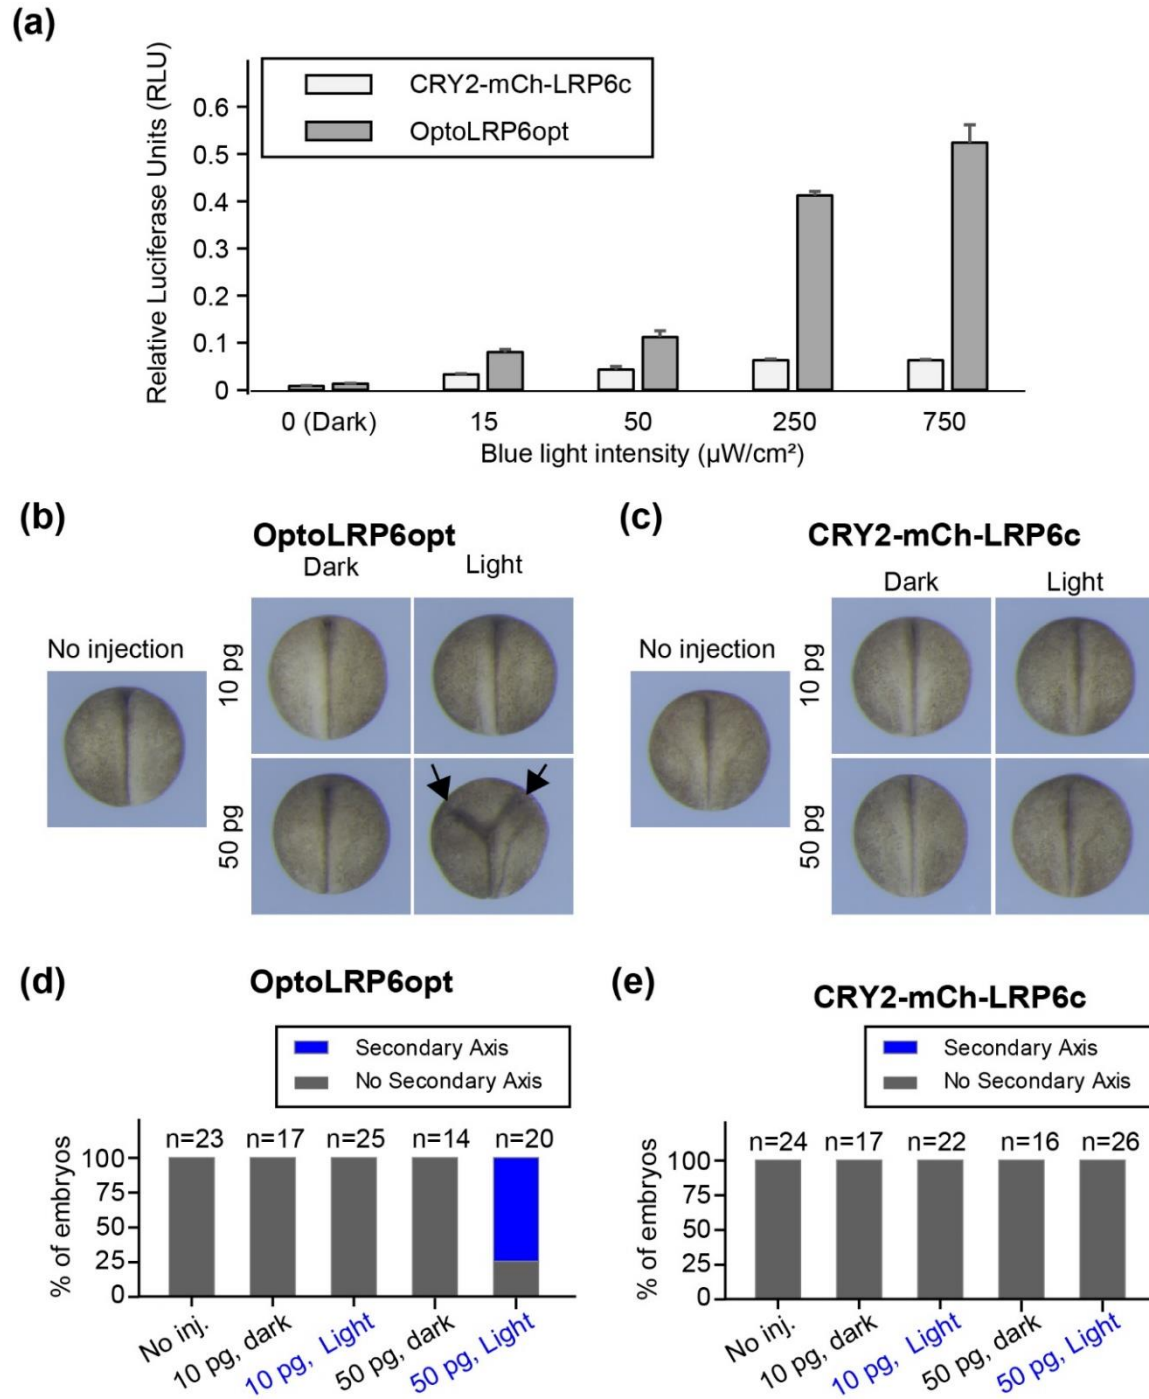 (a)
Relative Luciferase Units (RLU)
CRY2-mCh-LRP6c
OptoLRP6opt
0.6
0.5
0.4
0.3
0.2
0.1
0
0 (Dark) 15 50 250 750
Blue light intensity (µW/cm²)
(b)
OptoLRP6opt
Dark Light
No injection
10 pg
50 pg
(c)
CRY2-mCh-LRP6c
Dark Light
No injection
10 pg
50 pg
(d)
OptoLRP6opt
Secondary Axis
No Secondary Axis
n=23 n=17 n=25 n=14 n=20
% of embryos
100
75
50
25
0
No inj.
10 pg, dark
10 pg, Light
50 pg, dark
50 pg, Light
(e)
CRY2-mCh-LRP6c
Secondary Axis
No Secondary Axis
n=24 n=17 n=22 n=16 n=26
% of embryos
100
75
50
25
0
No inj.
10 pg, dark
10 pg, Light
50 pg, dark
50 pg, Light